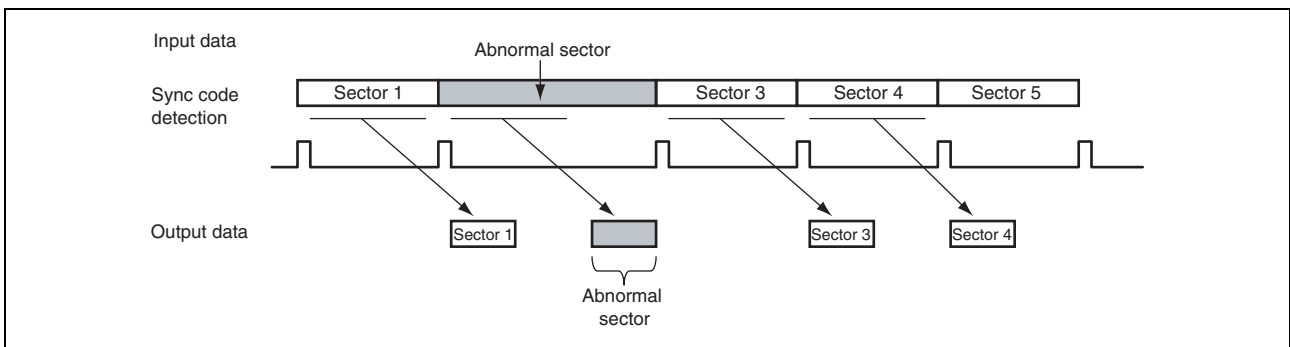 Input data
Abnormal sector
Sync code
detection
Sector 1
Sector 3
Sector 4
Sector 5
Output data
Sector 1
Sector 3
Sector 4
Abnormal
sector